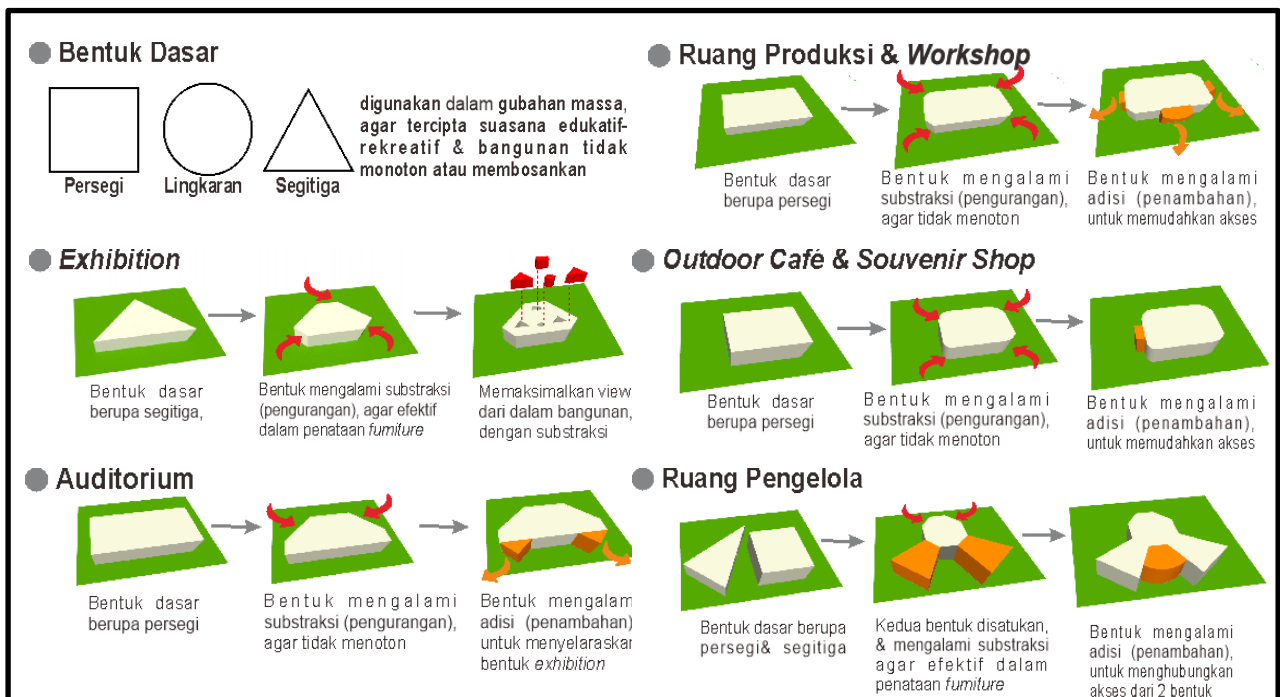 Bentuk Dasar
Persegi
Lingkaran
Segitiga
digunakan dalam gubahan massa,
agar tercipta suasana edukatif-
rekreatif & bangunan tidak
monoton atau membosankan
Exhibition
Bentuk dasar
berupa segitiga,
Bentuk mengalami substraksi
(pengurangan), agar efektif
dalam penataan furniture
Memaksimalkan view
dari dalam bangunan,
dengan substraksi
Auditorium
Bentuk dasar
berupa persegi
Bentuk mengalami
substraksi (pengurangan),
agar tidak menoton
Bentuk mengalam
adisi (penambahan)
untuk menyelaraskan
bentuk exhibition
Ruang Produksi & Workshop
Bentuk dasar
berupa persegi
Bentuk mengalami
substraksi (pengurangan),
agar tidak menoton
Bentuk mengalami
adisi (penambahan),
untuk memudahkan akses
Outdoor Café & Souvenir Shop
Bentuk dasar
berupa persegi
Bentuk mengalami
substraksi (pengurangan),
agar tidak menoton
Bentuk mengalami
adisi (penambahan),
untuk memudahkan akses
Ruang Pengelola
Bentuk dasar berupa
persegi& segitiga
Kedua bentuk disatukan,
& mengalami substraksi
agar efektif dalam
penataan furniture
Bentuk mengalami
adisi (penambahan),
untuk menghubungkan
akses dari 2 bentuk